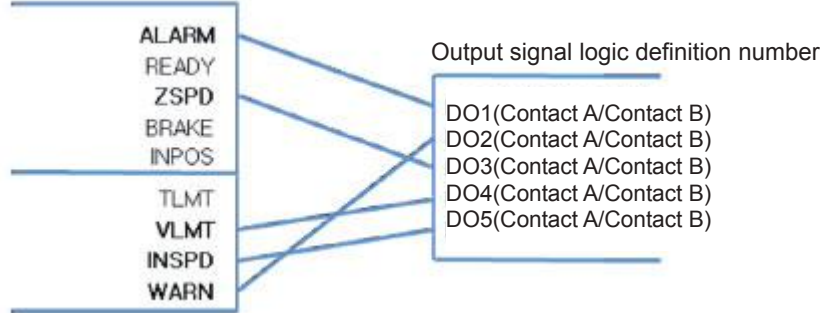 ALARM
READY
ZSPD
BRAKE
INPOS
TLMT
VLMT
INSPD
WARN
Output signal logic definition number
DO1(Contact A/Contact B)
DO2(Contact A/Contact B)
DO3(Contact A/Contact B)
DO4(Contact A/Contact B)
DO5(Contact A/Contact B)